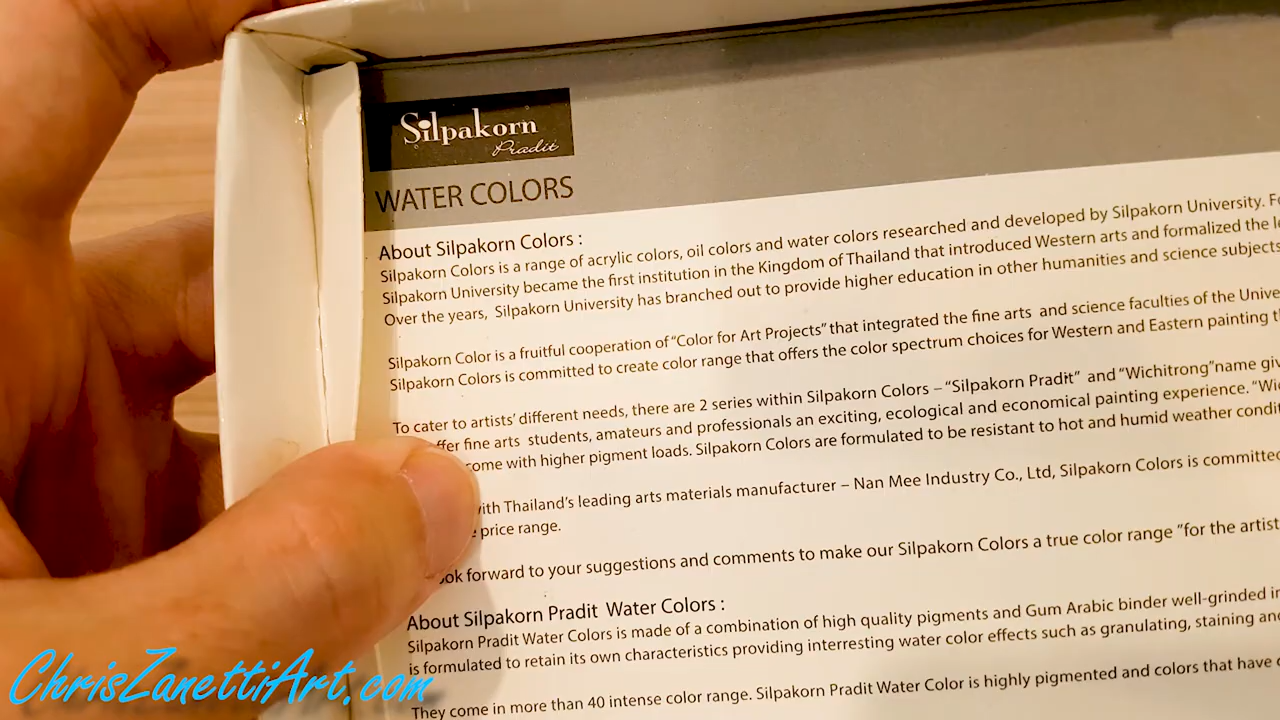 Silpakorn
Pradit
WATER COLORS
About Silpakorn Colors :
Silpakorn Colors is a range of acrylic colors, oil colors and water colors researched and developed by Silpakorn University.
Silpakorn University became the first institution in the Kingdom of Thailand that introduced Western arts and formalized the
Over the years, Silpakorn University has branched out to provide higher education in other humanities and science subjects
Silpakorn Color is a fruitful cooperation of "Color for Art Projects" that integrated the fine arts and science faculties of the
Silpakorn Colors is committed to create color range that offers the color spectrum choices for Western and Eastern painting
To cater to artists' different needs, there are 2 series within Silpakorn Colors – "Silpakorn Pradit" and "Wichitrong"name
fine arts students, amateurs and professionals an exciting, ecological and economical painting experience.
come with higher pigment loads. Silpakorn Colors are formulated to be resistant to hot and humid weather
with Thailand's leading arts materials manufacturer – Nan Mee Industry Co., Ltd, Silpakorn Colors is committed
price range.
forward to your suggestions and comments to make our Silpakorn Colors a true color range "for the artist
About Silpakorn Pradit Water Colors :
Silpakorn Pradit Water Colors is made of a combination of high quality pigments and Gum Arabic binder well-grinded
is formulated to retain its own characteristics providing interresting water color effects such as granulating, staining and
They come in more than 40 intense color range. Silpakorn Pradit Water Color is highly pigmented and colors that have
ChrisZanettiArt.com